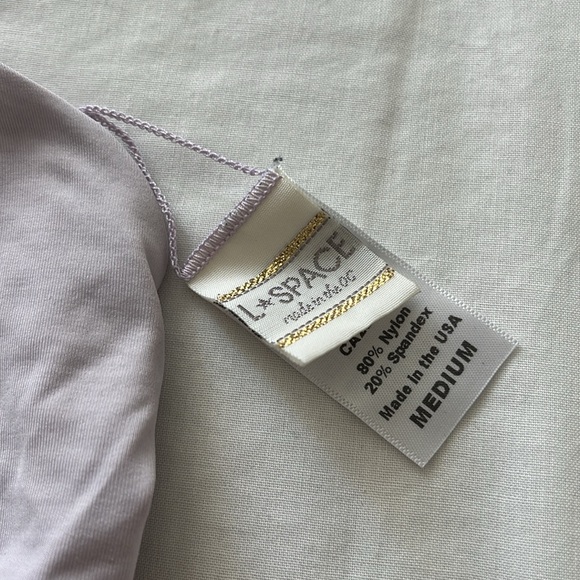 L★SPACE
made in the OC
80% Nylon
20% Spandex
Made in the USA
MEDIUM